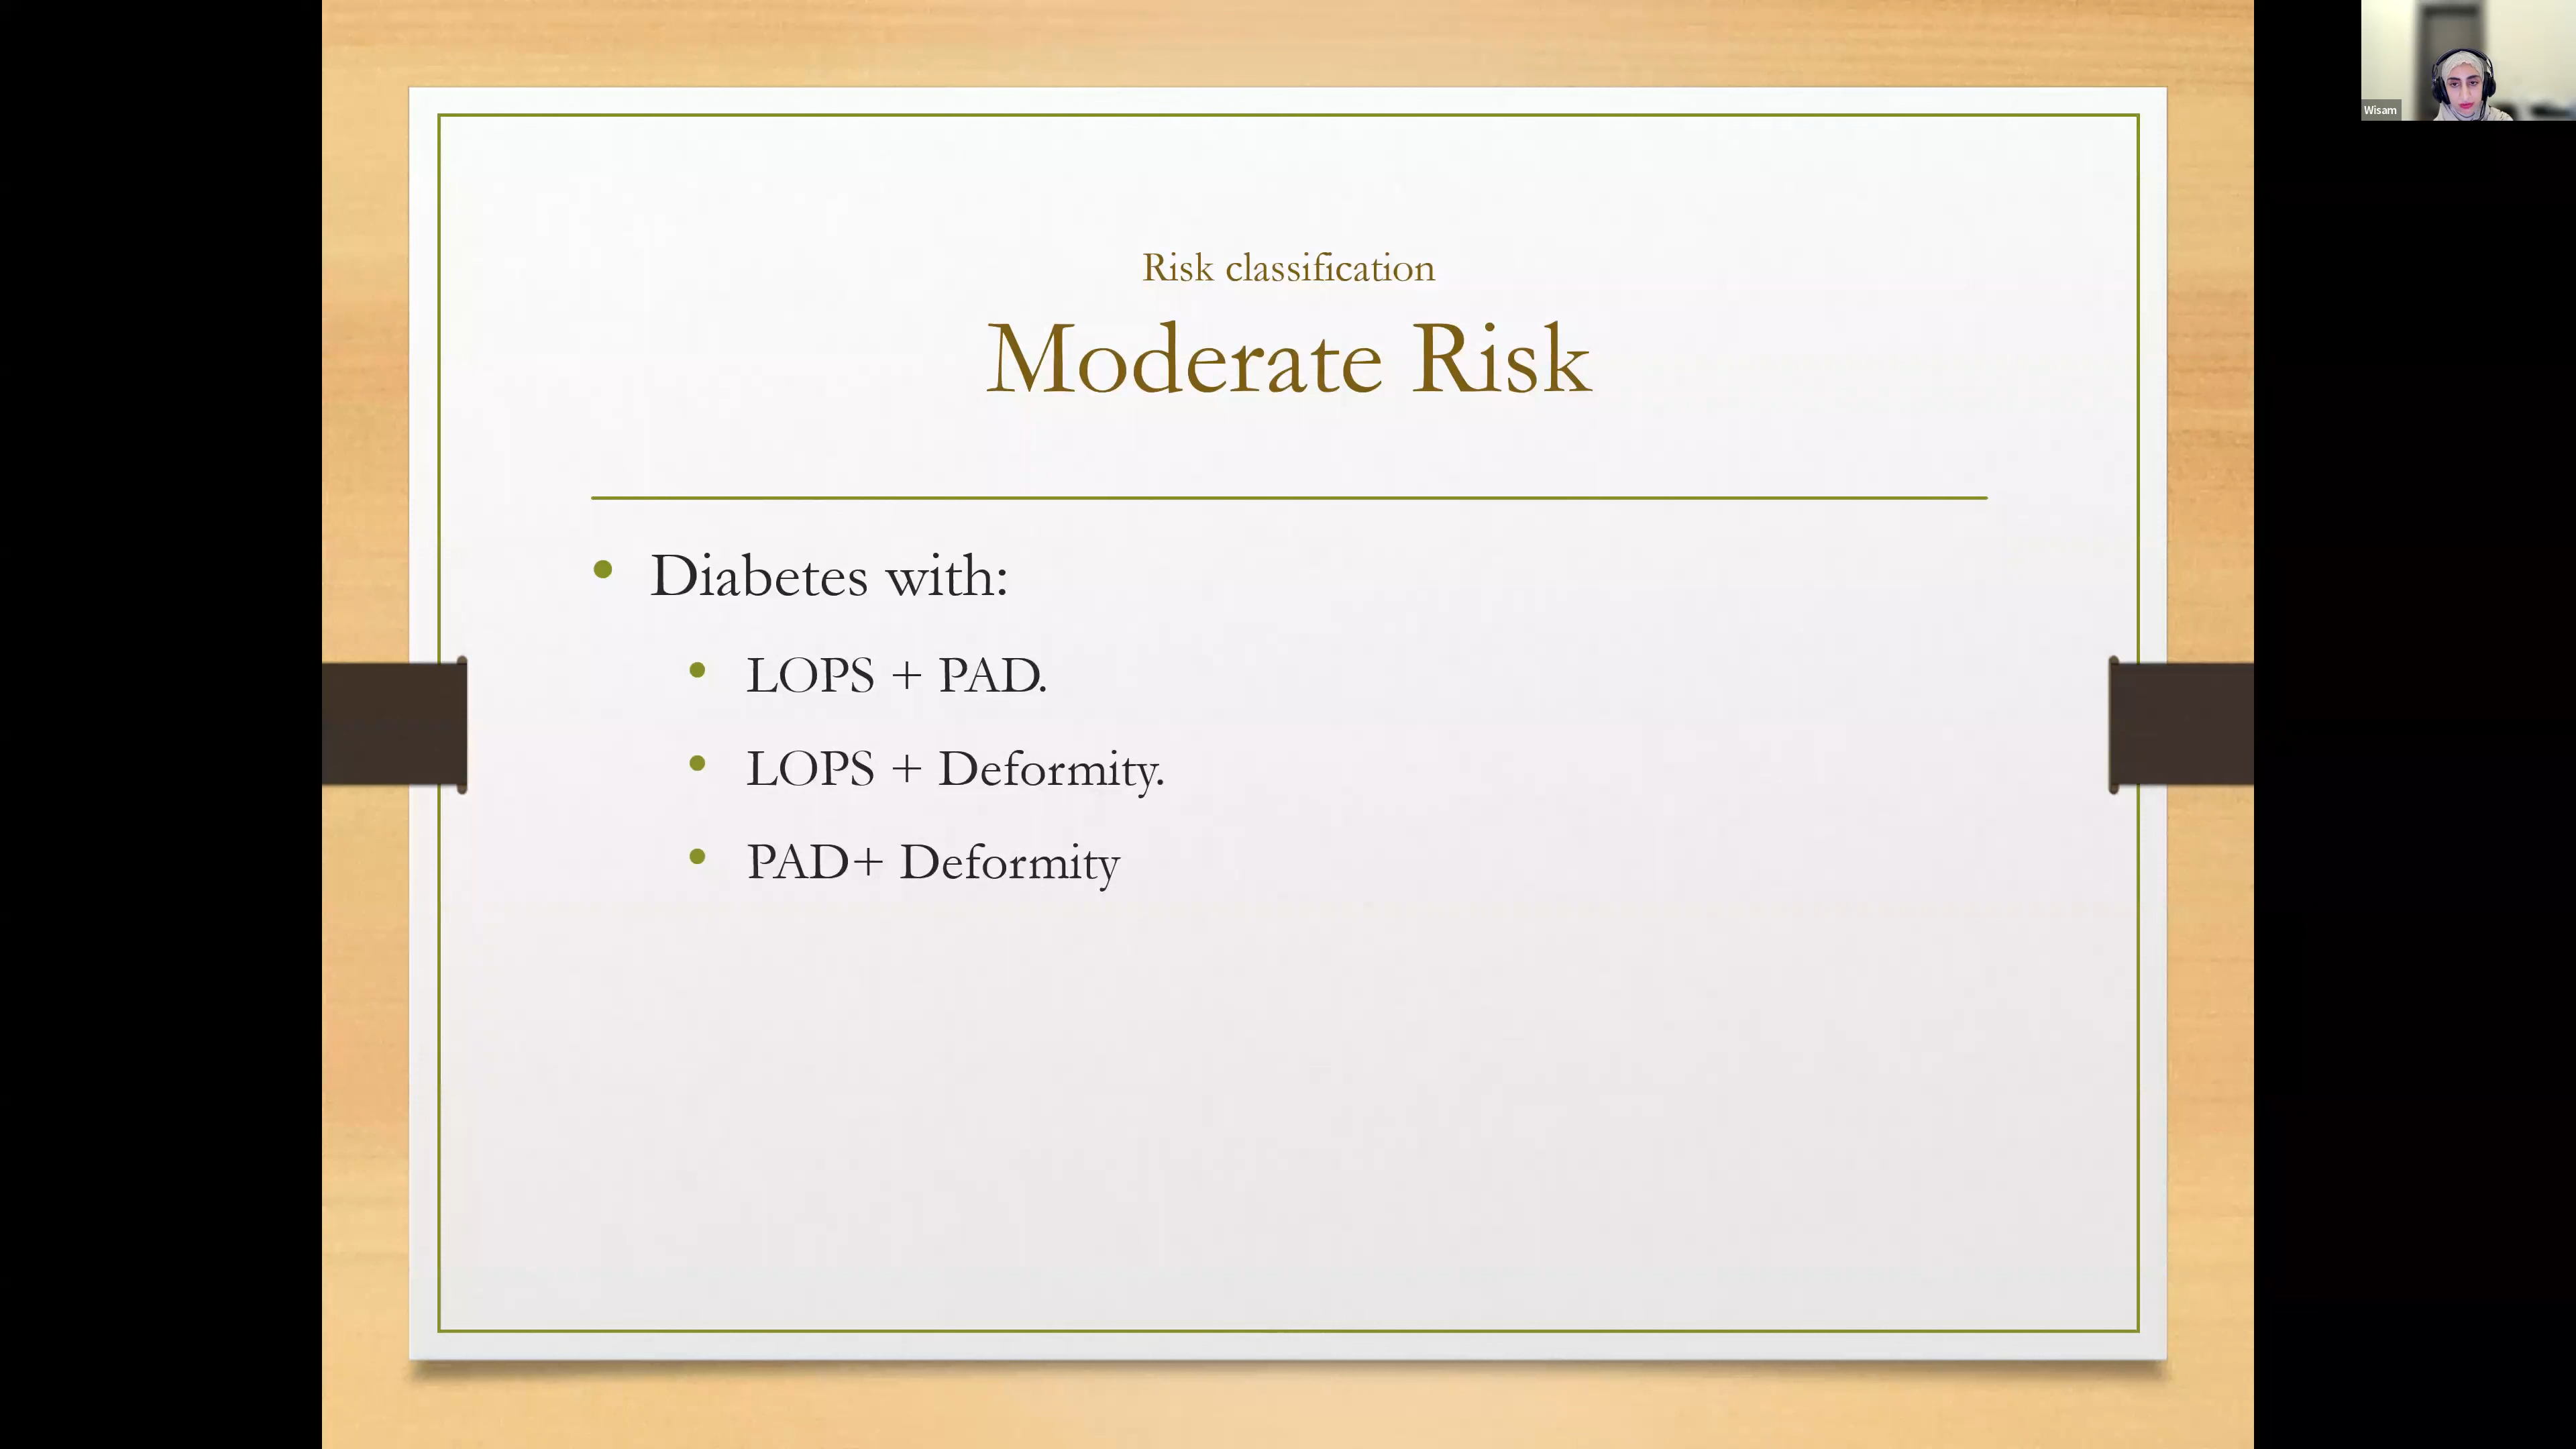 Risk classification
Moderate Risk
• Diabetes with:
• LOPS + PAD.
• LOPS + Deformity.
• PAD+ Deformity
Wisam